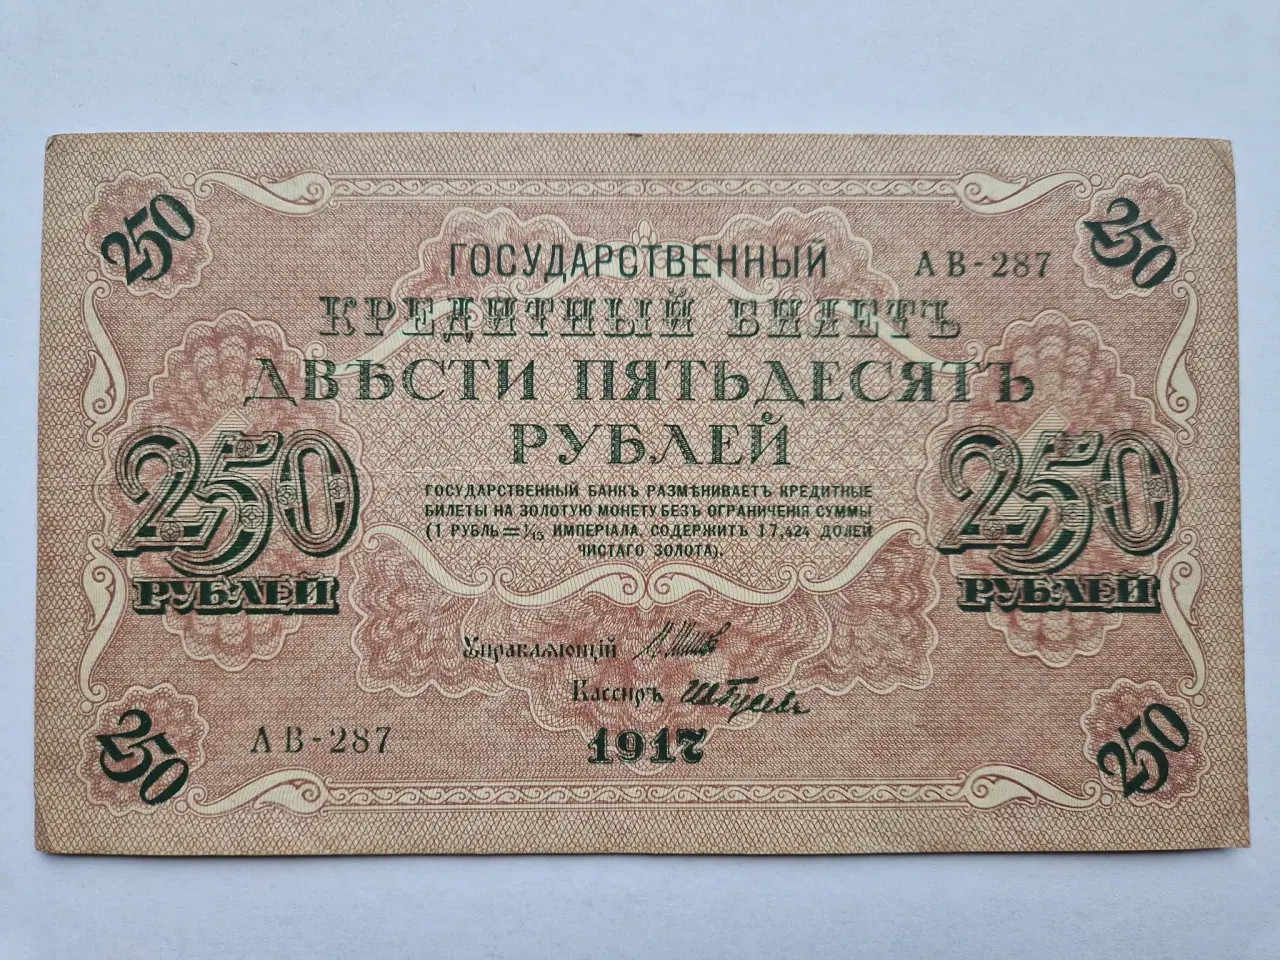 250
250
ГОСУДАРСТВЕННЫЙ
АВ-287
КРЕДИТНЫЙ БИЛЕТЪ
ДВѢСТИ ПЯТЬДЕСЯТЪ
РУБЛЕЙ
250
РУБЛЕЙ
250
РУБЛЕЙ
ГОСУДАРСТВЕННЫЙ БАНКЪ РАЗМѢНИВАЕТЪ КРЕДИТНЫЕ
БИЛЕТЫ НА ЗОЛОТУЮ МОНЕТУ БЕЗЪ ОГРАНИЧЕНІЯ СУММЫ
(1 РУБЛЬ = 1/15 ИМПЕРІАЛА, СОДЕРЖИТЪ 17,424 ДОЛЕЙ
ЧИСТАГО ЗОЛОТА).
Управляющій
Кассиръ
АВ-287
1917
250
250